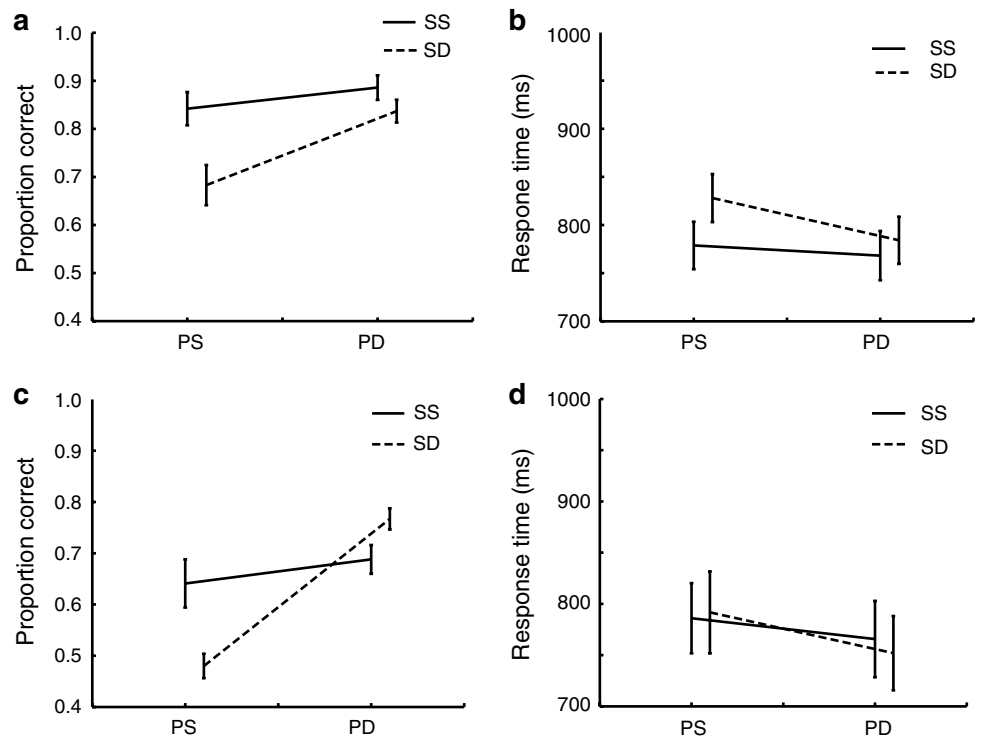 a
SS
SD
Proportion correct
1.0
0.9
0.8
0.7
0.6
0.5
0.4
PS PD
b
SS
SD
Respone time (ms)
1000
900
800
700
PS PD
c
SS
SD
Proportion correct
1.0
0.9
0.8
0.7
0.6
0.5
0.4
PS PD
d
SS
SD
Response time (ms)
1000
900
800
700
PS PD